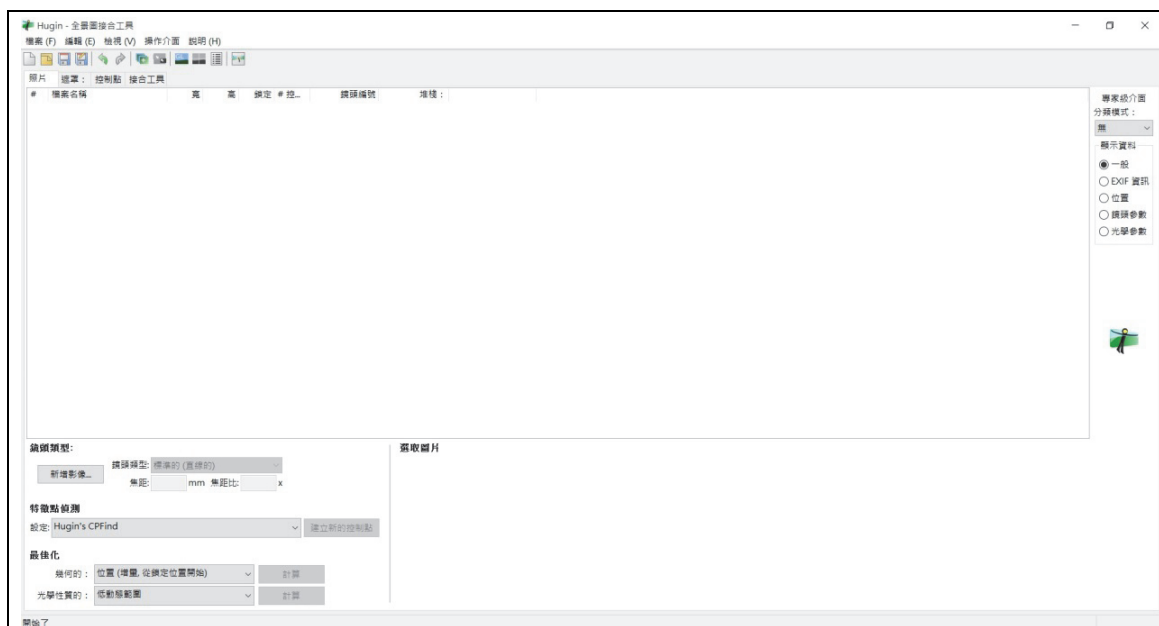 Hugin - 全景圖接合工具
檔案 (F) 編輯 (E) 檢視 (V) 操作介面 說明 (H)
照片 遮罩： 控制點 接合工具
# 檔案名稱 寬 高 鎖定 # 控... 鏡頭編號 堆棧：
專家級介面
分類模式：
無
顯示資料
一般
EXIF 資訊
位置
鏡頭參數
光學參數
鏡頭類型:
選取圖片
新增影像...
鏡頭類型: 標準的 (直線的)
焦距: mm 焦距比: x
特徵點偵測
設定: Hugin's CPFind 建立新的控制點
最佳化
幾何的： 位置 (增量, 從鎖定位置開始) 計算
光學性質的： 低動態範圍 計算
開始了